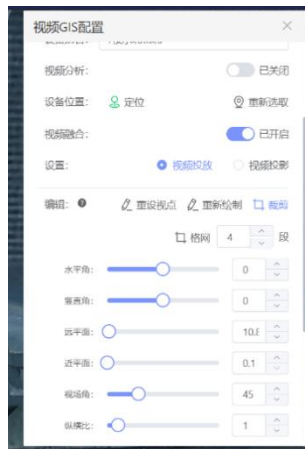 视频GIS配置
视频分析: 已关闭
设备位置: 定位 重新选取
视频融合: 已开启
设置: 视频投放 视频投影
编辑: ? 重设视点 重新绘制 裁剪
格网 4 段
水平角: 0
垂直角: 0
远平面: 10.8
近平面: 0.1
视场角: 45
纵横比: 1